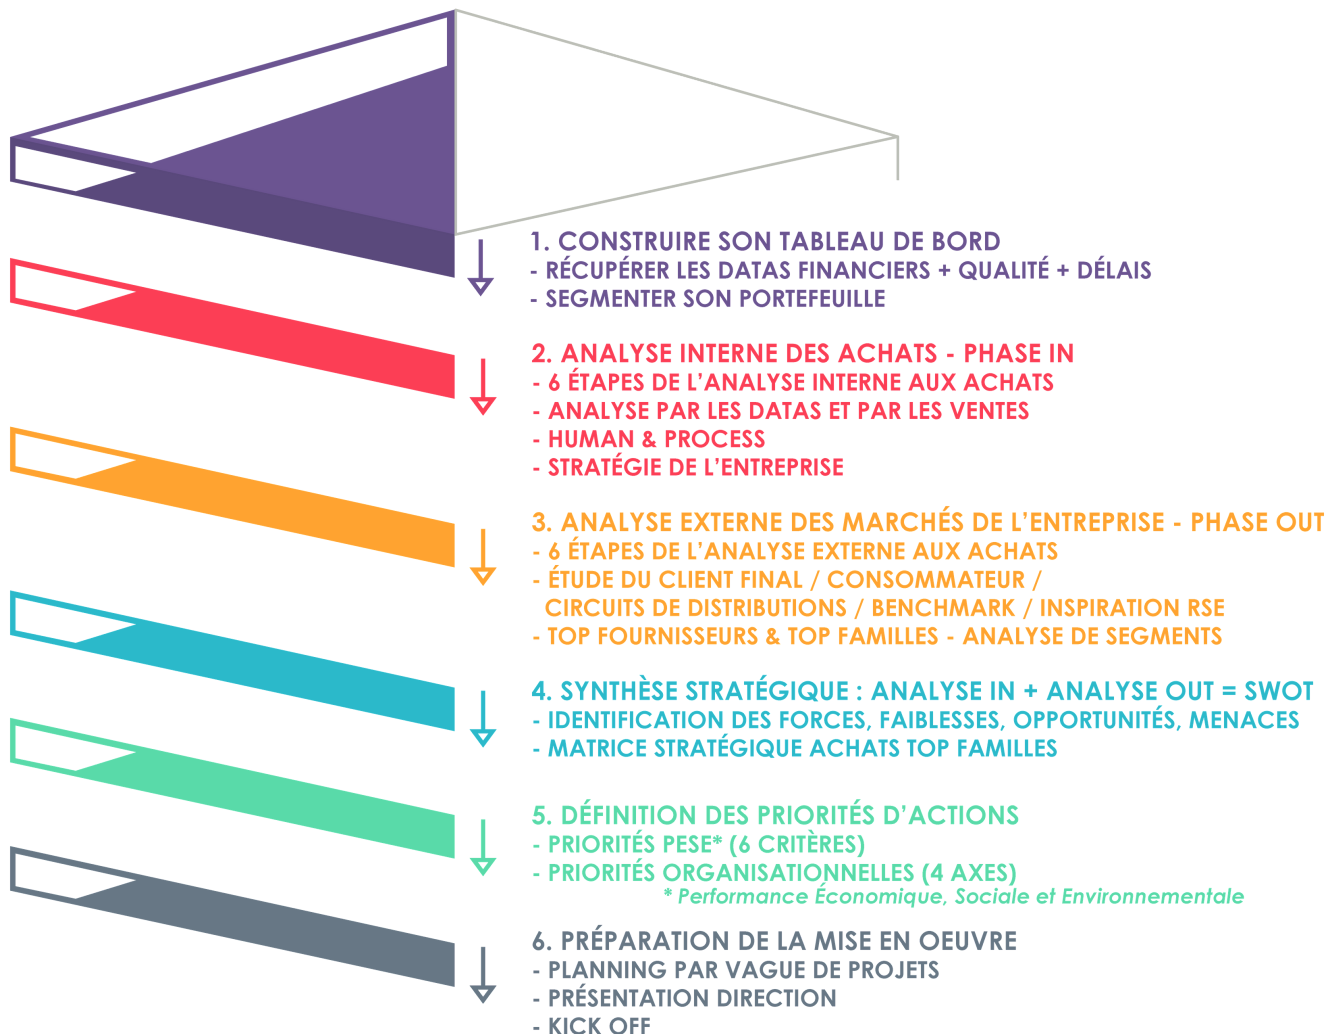 1. CONSTRUIRE SON TABLEAU DE BORD
- RÉCUPÉRER LES DATAS FINANCIERS + QUALITÉ + DÉLAIS
- SEGMENTER SON PORTEFEUILLE
2. ANALYSE INTERNE DES ACHATS - PHASE IN
- 6 ÉTAPES DE L'ANALYSE INTERNE AUX ACHATS
- ANALYSE PAR LES DATAS ET PAR LES VENTES
- HUMAN & PROCESS
- STRATÉGIE DE L'ENTREPRISE
3. ANALYSE EXTERNE DES MARCHÉS DE L'ENTREPRISE - PHASE OUT
- 6 ÉTAPES DE L'ANALYSE EXTERNE AUX ACHATS
- ÉTUDE DU CLIENT FINAL / CONSOMMATEUR /
CIRCUITS DE DISTRIBUTIONS / BENCHMARK / INSPIRATION RSE
- TOP FOURNISSEURS & TOP FAMILLES - ANALYSE DE SEGMENTS
4. SYNTHÈSE STRATÉGIQUE : ANALYSE IN + ANALYSE OUT = SWOT
- IDENTIFICATION DES FORCES, FAIBLESSES, OPPORTUNITÉS, MENACES
- MATRICE STRATÉGIQUE ACHATS TOP FAMILLES
5. DÉFINITION DES PRIORITÉS D'ACTIONS
- PRIORITÉS PESE* (6 CRITÈRES)
- PRIORITÉS ORGANISATIONNELLES (4 AXES)
* Performance Économique, Sociale et Environnementale
6. PRÉPARATION DE LA MISE EN OEUVRE
- PLANNING PAR VAGUE DE PROJETS
- PRÉSENTATION DIRECTION
- KICK OFF